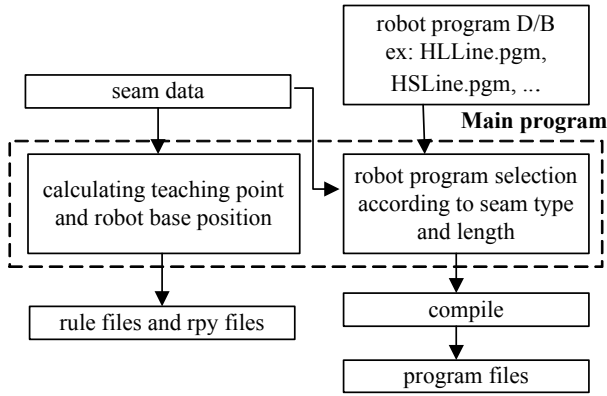 robot program D/B
ex: HLLine.pgm,
HSLine.pgm, ...
seam data
Main program
calculating teaching point
and robot base position
robot program selection
according to seam type
and length
rule files and rpy files
compile
program files